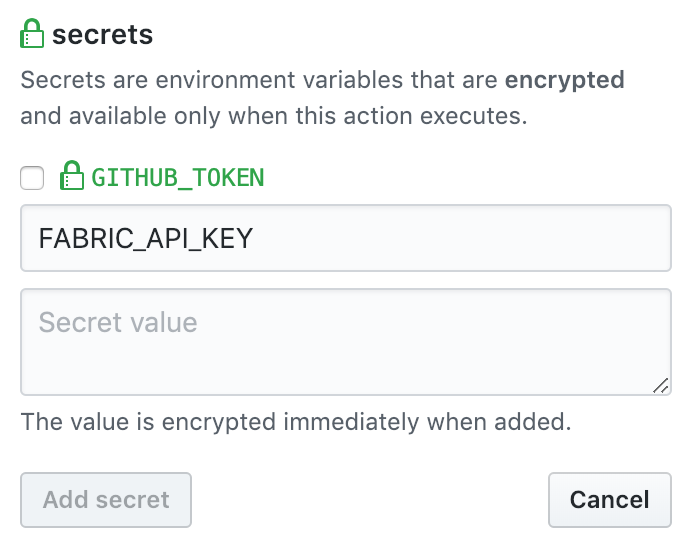 secrets
Secrets are environment variables that are encrypted
and available only when this action executes.
GITHUB_TOKEN
FABRIC_API_KEY
Secret value
The value is encrypted immediately when added.
Add secret
Cancel